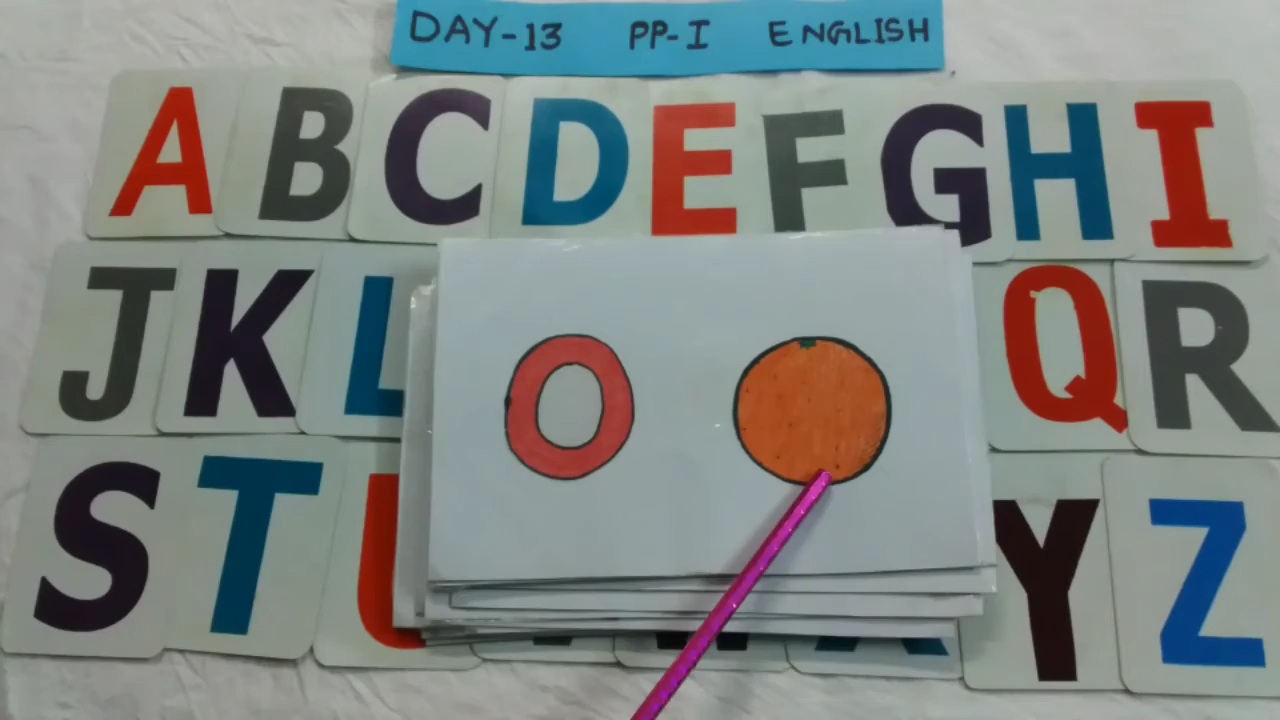 DAY-13 PP-I ENGLISH
A B C D E F G H I
J K L Q R
O
S T U Y Z